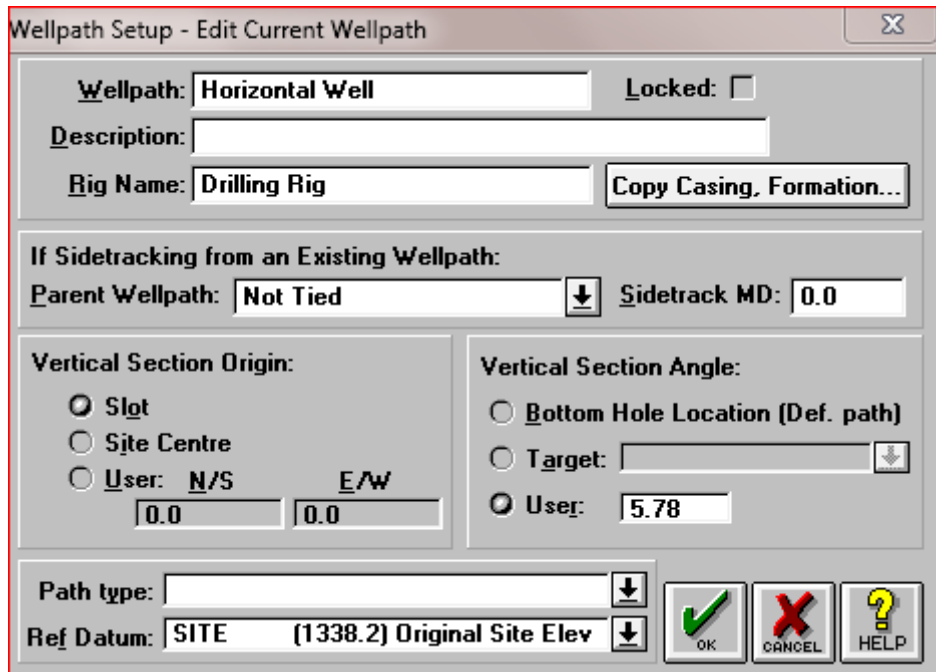 Wellpath Setup - Edit Current Wellpath
Wellpath: Horizontal Well Locked:
Description:
Rig Name: Drilling Rig Copy Casing, Formation...
If Sidetracking from an Existing Wellpath:
Parent Wellpath: Not Tied Sidetrack MD: 0.0
Vertical Section Origin:
Slot
Site Centre
User: N/S E/W
0.0 0.0
Vertical Section Angle:
Bottom Hole Location (Def. path)
Target:
User: 5.78
Path type:
Ref Datum: SITE (1338.2) Original Site Elev
OK CANCEL HELP